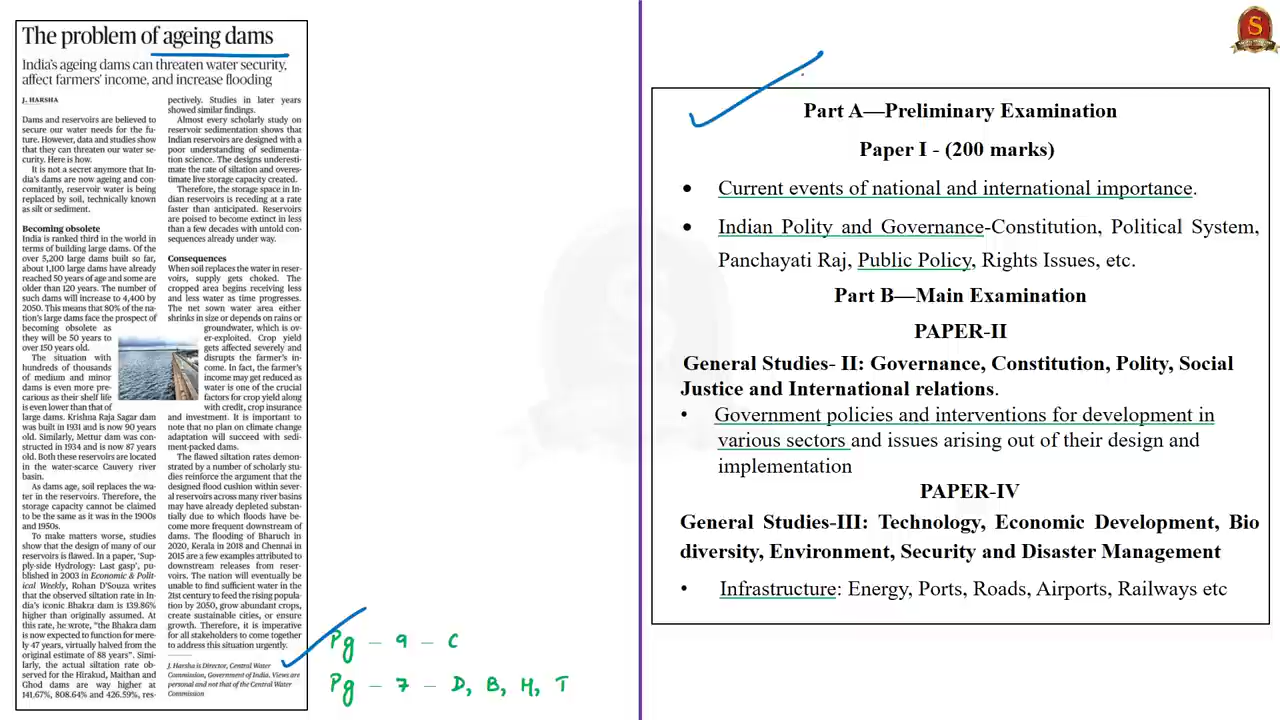 The problem of ageing dams
India's ageing dams can threaten water security,
affect farmers' income, and increase flooding
J. HARSHA
Dams and reservoirs are believed to
secure our water needs for the fu-
ture. However, data and studies show
that they can threaten our water se-
curity. Here is how.
It is not a secret anymore that In-
dia's dams are now ageing and con-
comitantly, reservoir water is being
replaced by soil, technically known
as silt or sediment.
Becoming obsolete
India is ranked third in the world in
terms of building large dams. Of the
over 5,200 large dams built so far,
about 1,100 large dams have already
reached 50 years of age and some are
older than 120 years. The number of
such dams will increase to 4,400 by
2050. This means that 80% of the na-
tion's large dams face the prospect of
becoming obsolete as
they will be 50 years to
over 150 years old.
The situation with
hundreds of thousands
of medium and minor
dams is even more pre-
carious as their shelf life
is even lower than that of
large dams. Krishna Raja Sagar dam
was built in 1931 and is now 90 years
old. Similarly, Mettur dam was con-
structed in 1934 and is now 87 years
old. Both these reservoirs are located
in the water-scarce Cauvery river
basin.
As dams age, soil replaces the wa-
ter in the reservoirs. Therefore, the
storage capacity cannot be claimed
to be the same as it was in the 1900s
and 1950s.
To make matters worse, studies
show that the design of many of our
reservoirs is flawed. In a paper, 'Sup-
ply-side Hydrology: Last gasp', pu-
blished in 2003 in Economic & Polit-
ical Weekly, Rohan D'Souza writes
that the observed siltation rate in In-
dia's iconic Bhakra dam is 139.86%
higher than originally assumed. At
this rate, he wrote, "the Bhakra dam
is now expected to function for mere-
ly 47 years, virtually halved from the
original estimate of 88 years". Simi-
larly, the actual siltation rate ob-
served for the Hirakud, Maithan and
Ghod dams are way higher at
141.67%, 808.64% and 426.59%, res-
pectively. Studies in later years
showed similar findings.
Almost every scholarly study on
reservoir sedimentation shows that
Indian reservoirs are designed with a
poor understanding of sedimenta-
tion science. The designs underesti-
mate the rate of siltation and overes-
timate live storage capacity created.
Therefore, the storage space in In-
dian reservoirs is receding at a rate
faster than anticipated. Reservoirs
are poised to become extinct in less
than a few decades with untold con-
sequences already under way.
Consequences
When soil replaces the water in reser-
voirs, supply gets choked. The
cropped area begins receiving less
and less water as time progresses.
The net sown water area either
shrinks in size or depends on rains or
groundwater, which is ov-
er-exploited. Crop yield
gets affected severely and
disrupts the farmer's in-
come. In fact, the farmer's
income may get reduced as
water is one of the crucial
factors for crop yield along
with credit, crop insurance
and investment. It is important to
note that no plan on climate change
adaptation will succeed with sedi-
ment-packed dams.
The flawed siltation rates demon-
strated by a number of scholarly stu-
dies reinforce the argument that the
designed flood cushion within sever-
al reservoirs across many river basins
may have already depleted substan-
tially due to which floods have be-
come more frequent downstream of
dams. The flooding of Bharuch in
2020, Kerala in 2018 and Chennai in
2015 are a few examples attributed to
downstream releases from reser-
voirs. The nation will eventually be
unable to find sufficient water in the
21st century to feed the rising popula-
tion by 2050, grow abundant crops,
create sustainable cities, or ensure
growth. Therefore, it is imperative
for all stakeholders to come together
to address this situation urgently.
J. Harsha is Director, Central Water
Commission, Government of India. Views are
personal and not that of the Central Water
Commission
Pg - 9 - C
Pg - 7 - D, B, H, T
S
Part A—Preliminary Examination
Paper I - (200 marks)
• Current events of national and international importance.
• Indian Polity and Governance-Constitution, Political System,
Panchayati Raj, Public Policy, Rights Issues, etc.
Part B—Main Examination
PAPER-II
General Studies- II: Governance, Constitution, Polity, Social
Justice and International relations.
• Government policies and interventions for development in
various sectors and issues arising out of their design and
implementation
PAPER-IV
General Studies-III: Technology, Economic Development, Bio
diversity, Environment, Security and Disaster Management
• Infrastructure: Energy, Ports, Roads, Airports, Railways etc